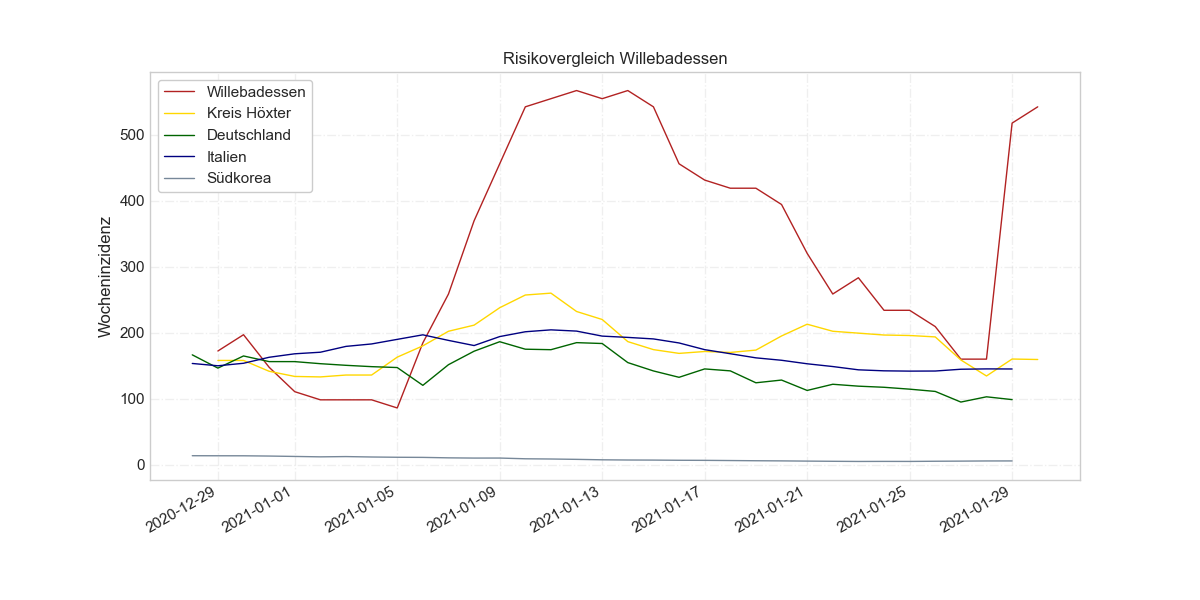 Risikovergleich Willebadessen
Willebadessen
Kreis Höxter
Deutschland
Italien
Südkorea
Wocheninzidenz
500
400
300
200
100
0
2020-12-29
2021-01-01
2021-01-05
2021-01-09
2021-01-13
2021-01-17
2021-01-21
2021-01-25
2021-01-29